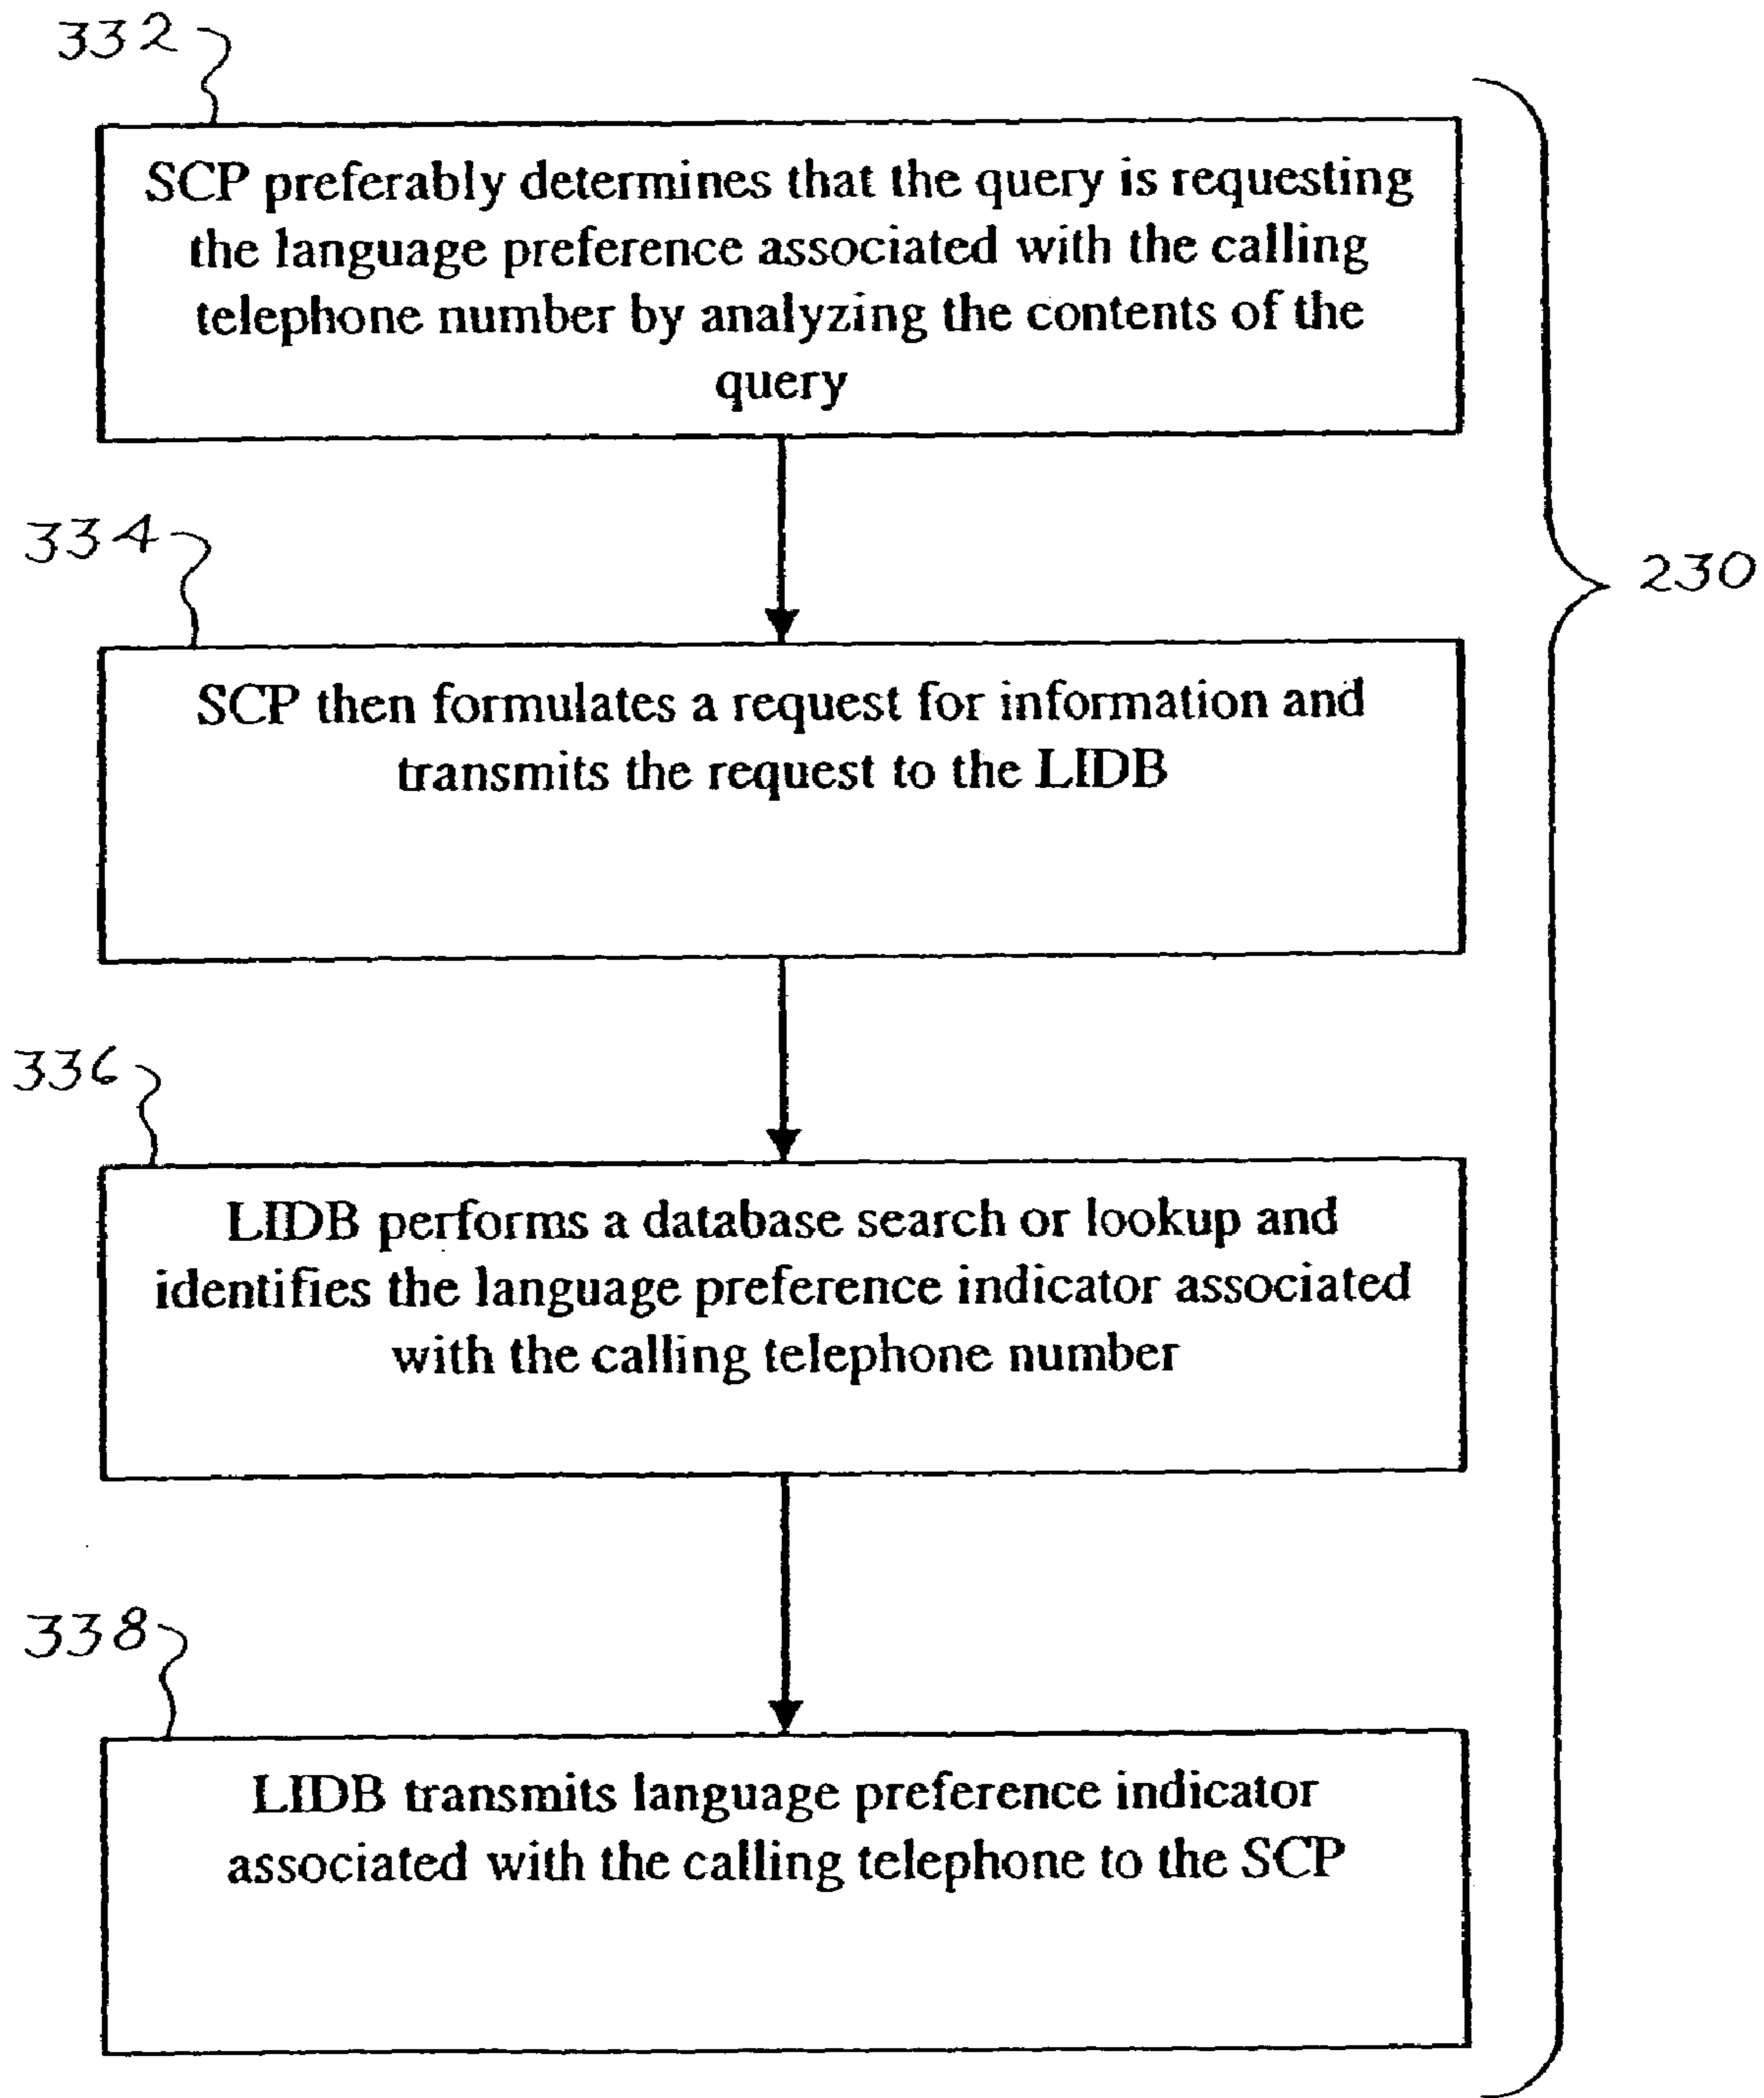 332
SCP preferably determines that the query is requesting
the language preference associated with the calling
telephone number by analyzing the contents of the
query
334
230
SCP then formulates a request for information and
transmits the request to the LIDB
336
LIDB performs a database search or lookup and
identifies the language preference indicator associated
with the calling telephone number
338
LIDB transmits language preference indicator
associated with the calling telephone to the SCP